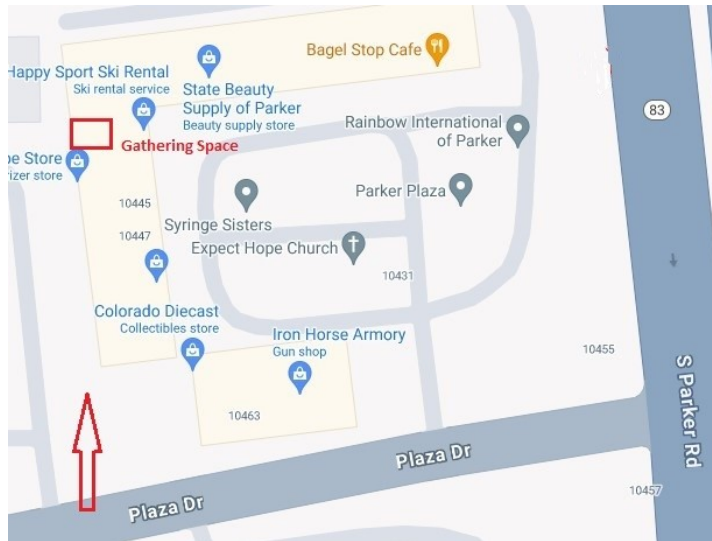 Bagel Stop Cafe
Happy Sport Ski Rental
Ski rental service
State Beauty
Supply of Parker
Beauty supply store
83
Rainbow International
of Parker
Gathering Space
Store
Parker Plaza
store
10445
Syringe Sisters
10447
Expect Hope Church
10431
Colorado Diecast
Collectibles store
Iron Horse Armory
Gun shop
10455
S Parker Rd
10463
Plaza Dr
10457
Plaza Dr